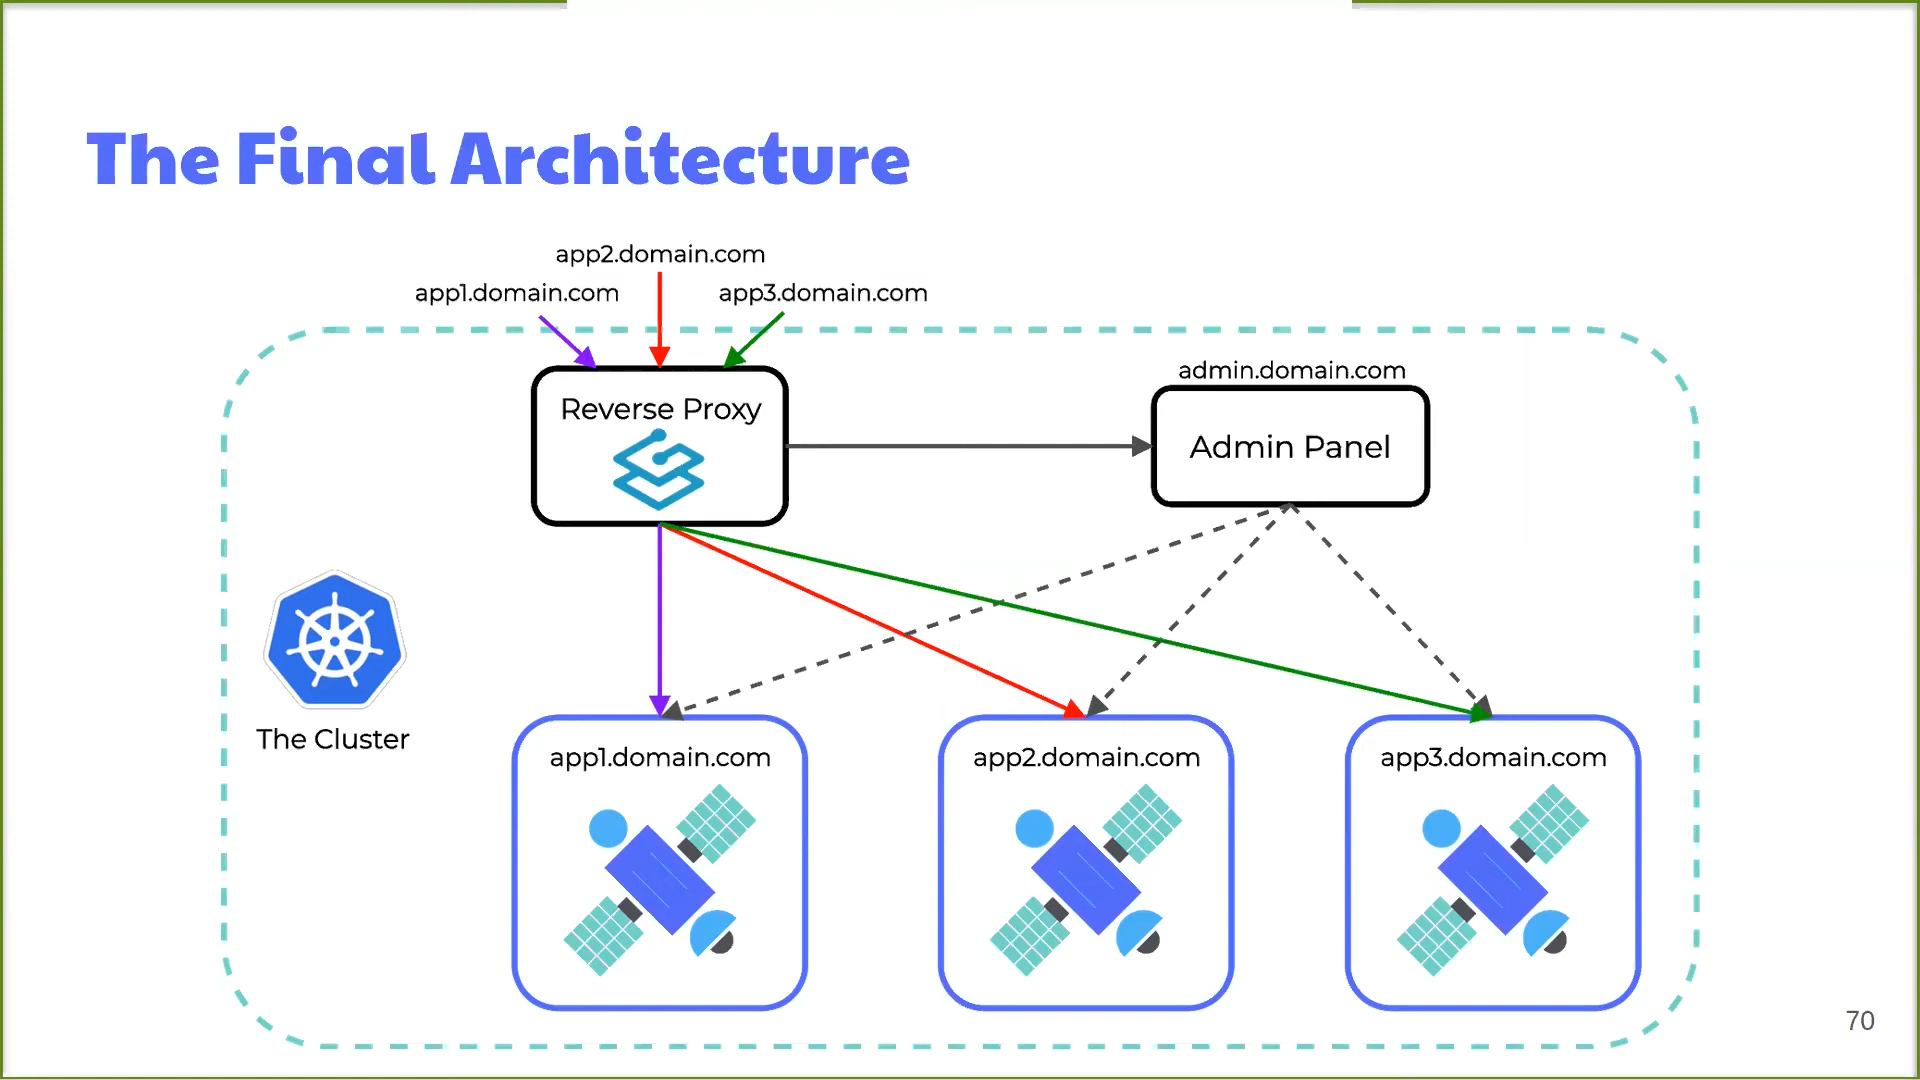 The Final Architecture
app2.domain.com
app1.domain.com
app3.domain.com
admin.domain.com
Reverse Proxy
Admin Panel
The Cluster
app1.domain.com
app2.domain.com
app3.domain.com
70